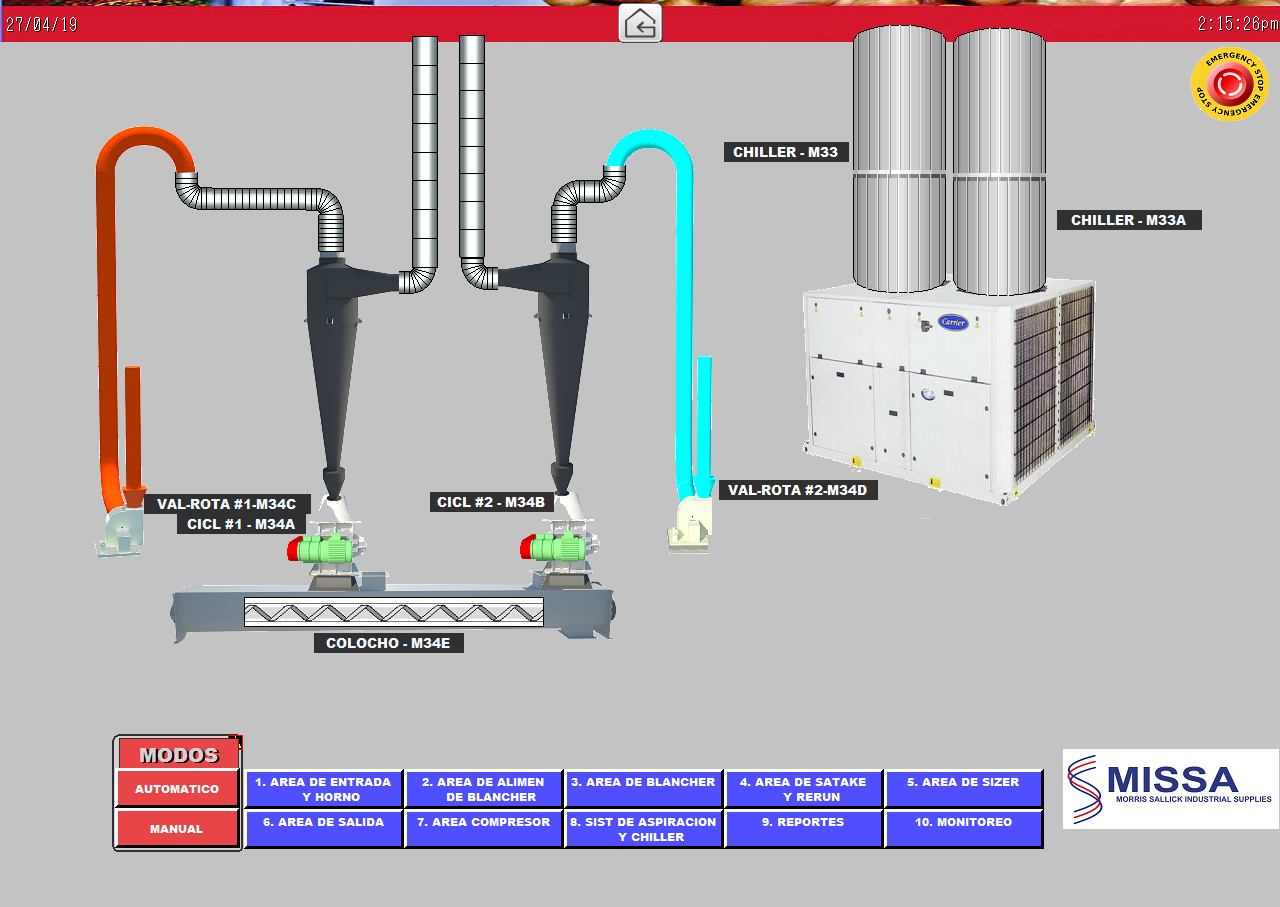 27/04/19
2:15:26pm
EMERGENCY STOP EMERGENCY STOP
CHILLER - M33
CHILLER - M33A
Carrier
VAL-ROTA #1-M34C
CICL #1 - M34A
CICL #2 - M34B
VAL-ROTA #2-M34D
COLOCHO - M34E
MODOS
AUTOMATICO
MANUAL
1. AREA DE ENTRADA
Y HORNO
2. AREA DE ALIMEN
DE BLANCHER
3. AREA DE BLANCHER
4. AREA DE SATAKE
Y RERUN
5. AREA DE SIZER
6. AREA DE SALIDA
7. AREA COMPRESOR
8. SIST DE ASPIRACION
Y CHILLER
9. REPORTES
10. MONITOREO
MISSA
MORRIS SALLICK INDUSTRIAL SUPPLIES